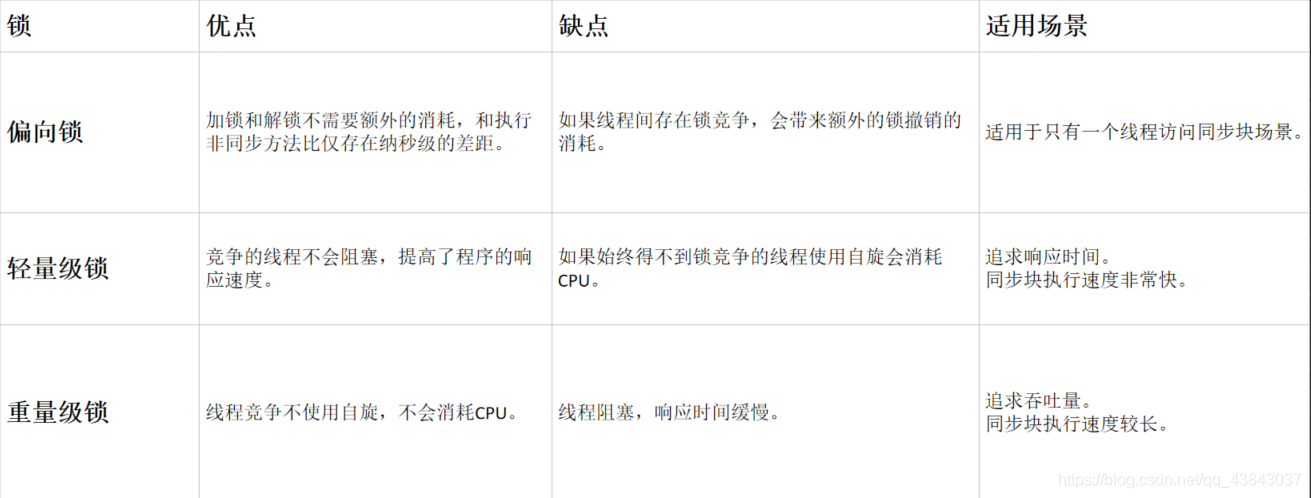 锁 优点 缺点 适用场景
偏向锁
加锁和解锁不需要额外的消耗，和执行
非同步方法比仅存在纳秒级的差距。
如果线程间存在锁竞争，会带来额外的锁撤销的
消耗。
适用于只有一个线程访问同步块场景。
轻量级锁
竞争的线程不会阻塞，提高了程序的响
应速度。
如果始终得不到锁竞争的线程使用自旋会消耗
CPU。
追求响应时间。
同步块执行速度非常快。
重量级锁
线程竞争不使用自旋，不会消耗CPU。
线程阻塞，响应时间缓慢。
追求吞吐量。
同步块执行速度较长。
https://blog.csdn.net/qq_43843037